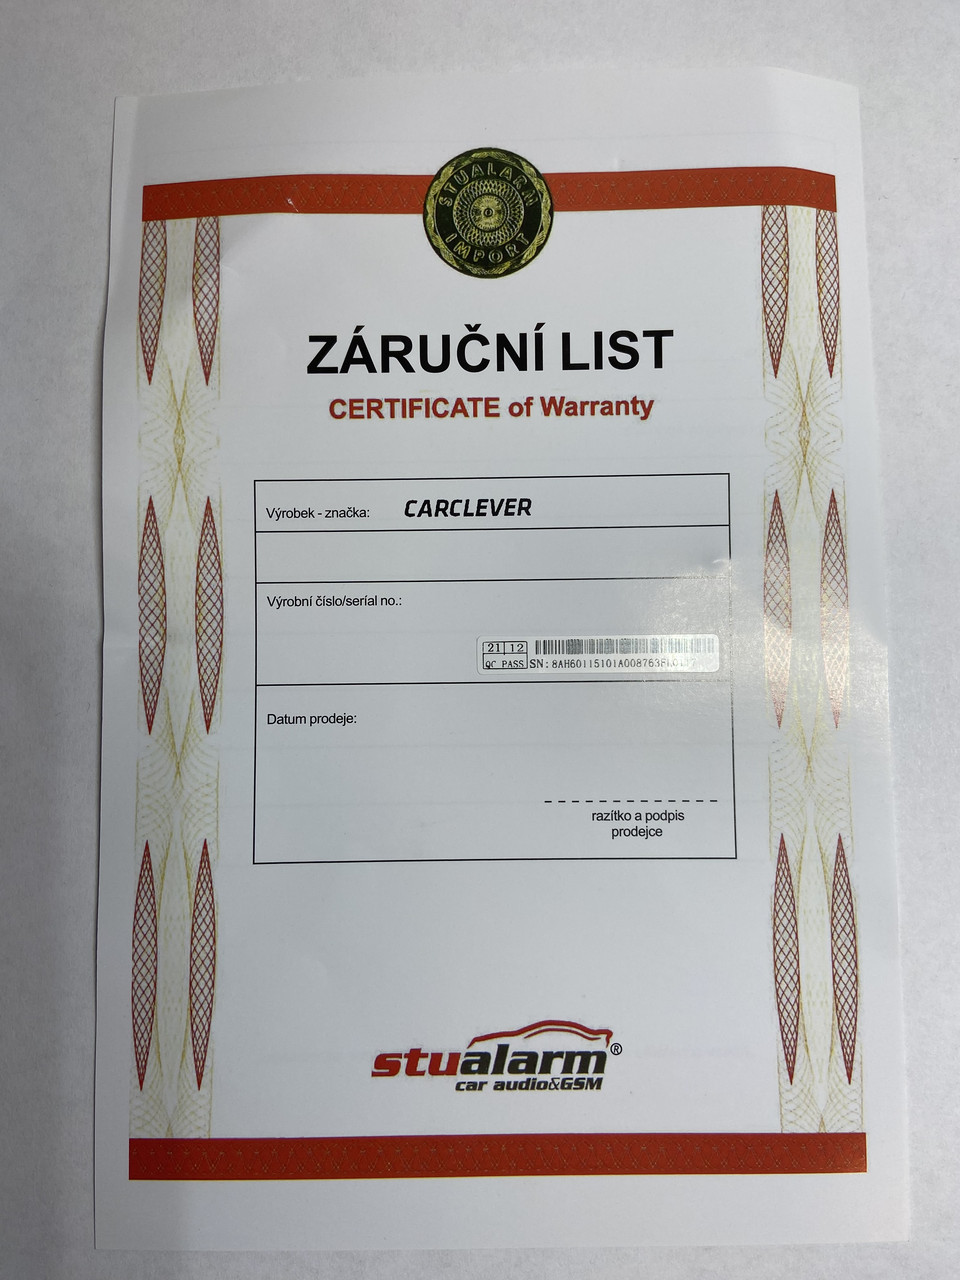 STUALARM
IMPORT
ZÁRUČNÍ LIST
CERTIFICATE of Warranty
Výrobek - značka: CARCLEVER
Výrobní číslo/serial no.:
21 12
QC PASS SN:
Datum prodeje:
razítko a podpis
prodejce
stualarm®
car audio&GSM